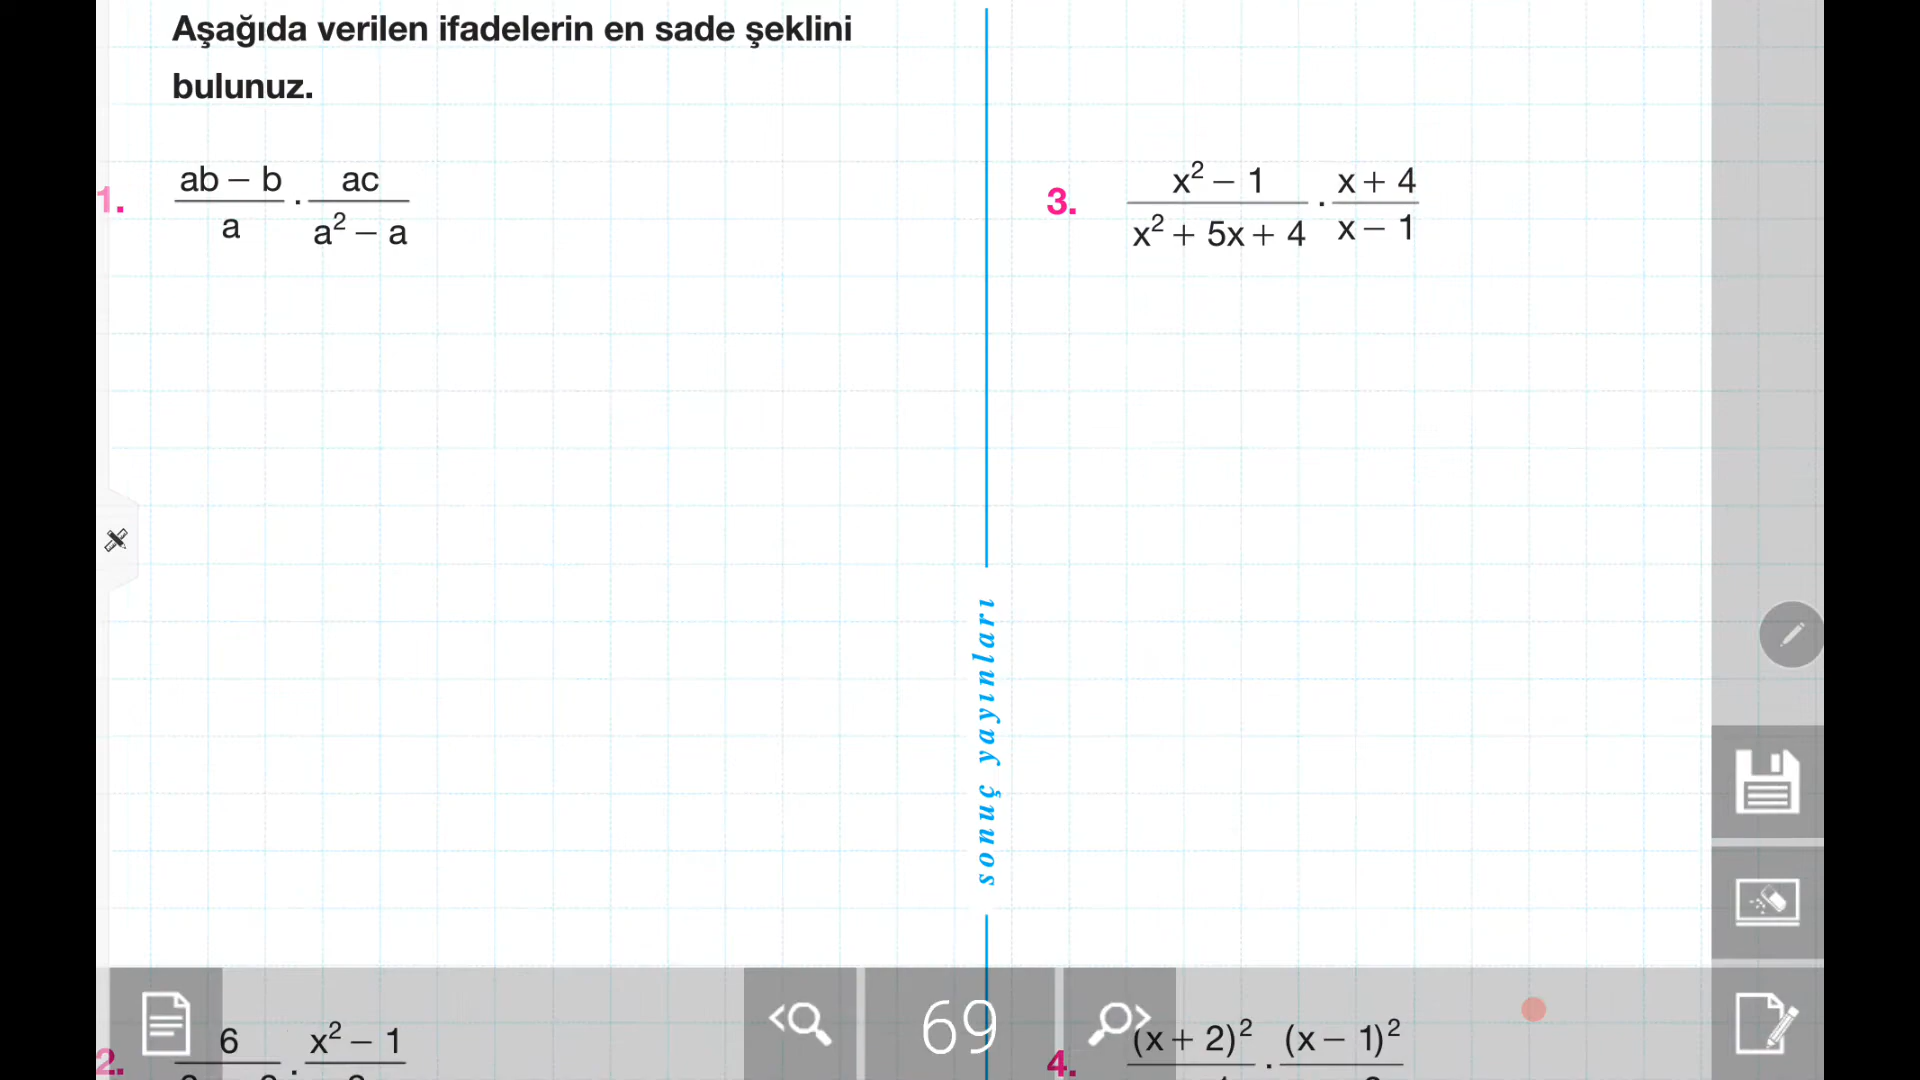 Aşağıda verilen ifadelerin en sade şeklini
bulunuz.
1. (ab − b)/a · ac/(a² − a)
2. 6 · x² − 1
3. (x² − 1)/(x² + 5x + 4) · (x + 4)/(x − 1)
4. (x + 2)² · (x − 1)²
sonuç yayınları
69